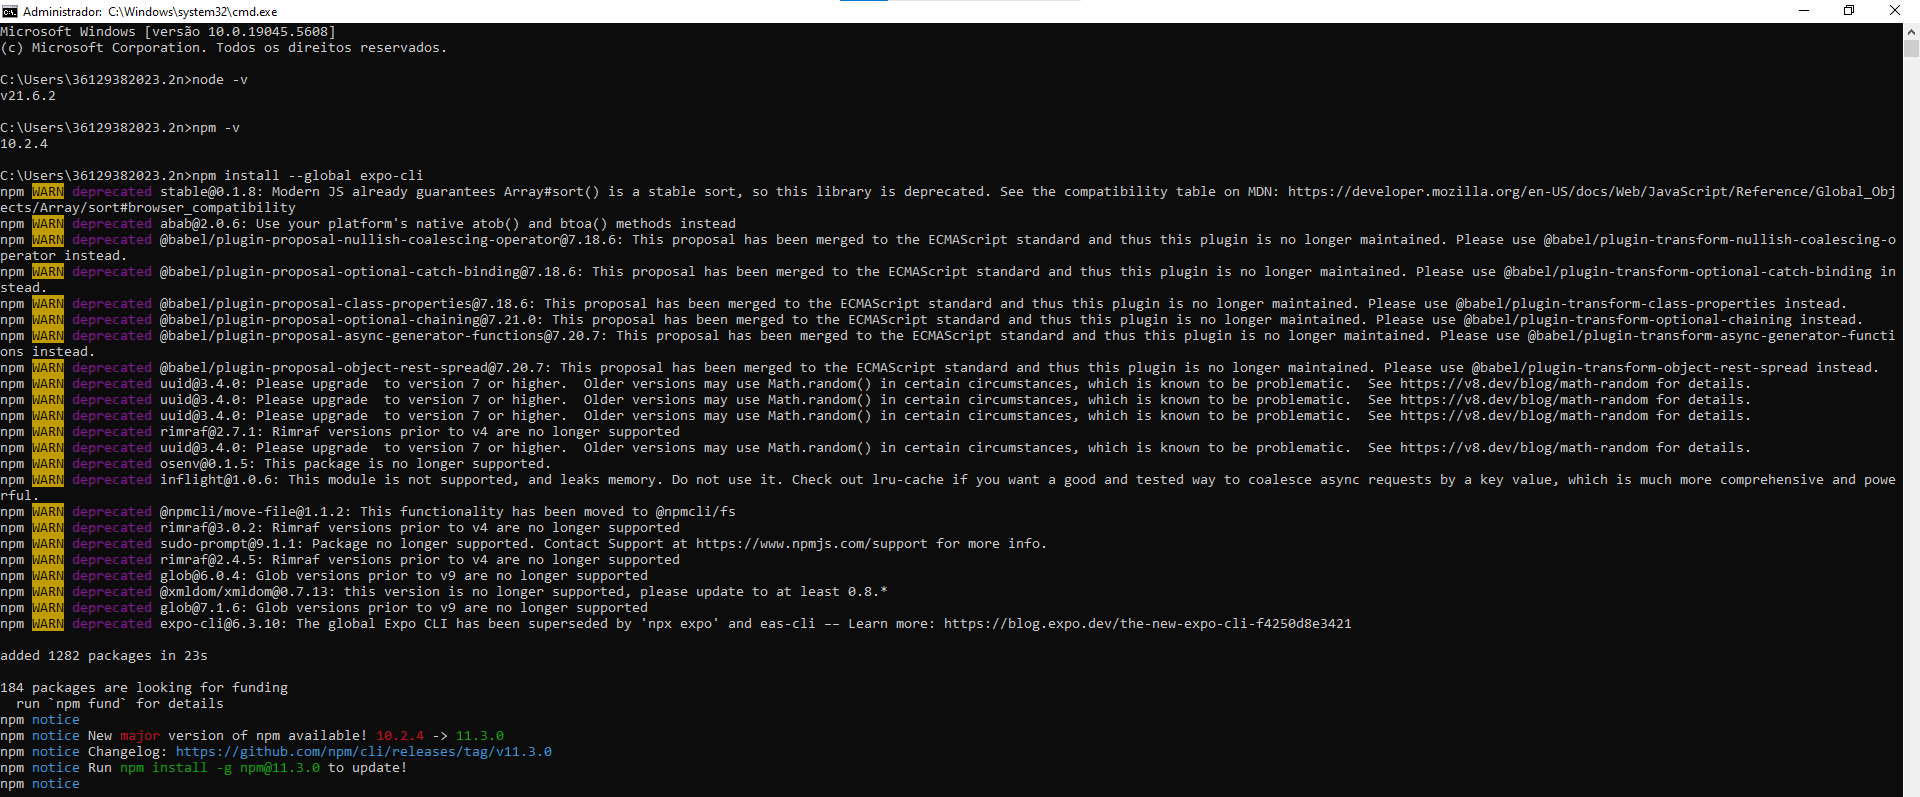 Administrador: C:\Windows\system32\cmd.exe
Microsoft Windows [versão 10.0.19045.5608]
(c) Microsoft Corporation. Todos os direitos reservados.
C:\Users\36129382023.2n>node -v
v21.6.2
C:\Users\36129382023.2n>npm -v
10.2.4
C:\Users\36129382023.2n>npm install --global expo-cli
npm WARN deprecated stable@0.1.8: Modern JS already guarantees Array#sort() is a stable sort, so this library is deprecated. See the compatibility table on MDN: https://developer.mozilla.org/en-US/docs/Web/JavaScript/Reference/Global_Obj
ects/Array/sort#browser_compatibility
npm WARN deprecated abab@2.0.6: Use your platform's native atob() and btoa() methods instead
npm WARN deprecated @babel/plugin-proposal-nullish-coalescing-operator@7.18.6: This proposal has been merged to the ECMAScript standard and thus this plugin is no longer maintained. Please use @babel/plugin-transform-nullish-coalescing-o
perator instead.
npm WARN deprecated @babel/plugin-proposal-optional-catch-binding@7.18.6: This proposal has been merged to the ECMAScript standard and thus this plugin is no longer maintained. Please use @babel/plugin-transform-optional-catch-binding in
stead.
npm WARN deprecated @babel/plugin-proposal-class-properties@7.18.6: This proposal has been merged to the ECMAScript standard and thus this plugin is no longer maintained. Please use @babel/plugin-transform-class-properties instead.
npm WARN deprecated @babel/plugin-proposal-optional-chaining@7.21.0: This proposal has been merged to the ECMAScript standard and thus this plugin is no longer maintained. Please use @babel/plugin-transform-optional-chaining instead.
npm WARN deprecated @babel/plugin-proposal-async-generator-functions@7.20.7: This proposal has been merged to the ECMAScript standard and thus this plugin is no longer maintained. Please use @babel/plugin-transform-async-generator-functi
ons instead.
npm WARN deprecated @babel/plugin-proposal-object-rest-spread@7.20.7: This proposal has been merged to the ECMAScript standard and thus this plugin is no longer maintained. Please use @babel/plugin-transform-object-rest-spread instead.
npm WARN deprecated uuid@3.4.0: Please upgrade  to version 7 or higher.  Older versions may use Math.random() in certain circumstances, which is known to be problematic.  See https://v8.dev/blog/math-random for details.
npm WARN deprecated uuid@3.4.0: Please upgrade  to version 7 or higher.  Older versions may use Math.random() in certain circumstances, which is known to be problematic.  See https://v8.dev/blog/math-random for details.
npm WARN deprecated uuid@3.4.0: Please upgrade  to version 7 or higher.  Older versions may use Math.random() in certain circumstances, which is known to be problematic.  See https://v8.dev/blog/math-random for details.
npm WARN deprecated rimraf@2.7.1: Rimraf versions prior to v4 are no longer supported
npm WARN deprecated uuid@3.4.0: Please upgrade  to version 7 or higher.  Older versions may use Math.random() in certain circumstances, which is known to be problematic.  See https://v8.dev/blog/math-random for details.
npm WARN deprecated osenv@0.1.5: This package is no longer supported.
npm WARN deprecated inflight@1.0.6: This module is not supported, and leaks memory. Do not use it. Check out lru-cache if you want a good and tested way to coalesce async requests by a key value, which is much more comprehensive and powe
rful.
npm WARN deprecated @npmcli/move-file@1.1.2: This functionality has been moved to @npmcli/fs
npm WARN deprecated rimraf@3.0.2: Rimraf versions prior to v4 are no longer supported
npm WARN deprecated sudo-prompt@9.1.1: Package no longer supported. Contact Support at https://www.npmjs.com/support for more info.
npm WARN deprecated rimraf@2.4.5: Rimraf versions prior to v4 are no longer supported
npm WARN deprecated glob@6.0.4: Glob versions prior to v9 are no longer supported
npm WARN deprecated @xmldom/xmldom@0.7.13: this version is no longer supported, please update to at least 0.8.*
npm WARN deprecated glob@7.1.6: Glob versions prior to v9 are no longer supported
npm WARN deprecated expo-cli@6.3.10: The global Expo CLI has been superseded by 'npx expo' and eas-cli -- Learn more: https://blog.expo.dev/the-new-expo-cli-f4250d8e3421
added 1282 packages in 23s
184 packages are looking for funding
  run `npm fund` for details
npm notice
npm notice New major version of npm available! 10.2.4 -> 11.3.0
npm notice Changelog: https://github.com/npm/cli/releases/tag/v11.3.0
npm notice Run npm install -g npm@11.3.0 to update!
npm notice